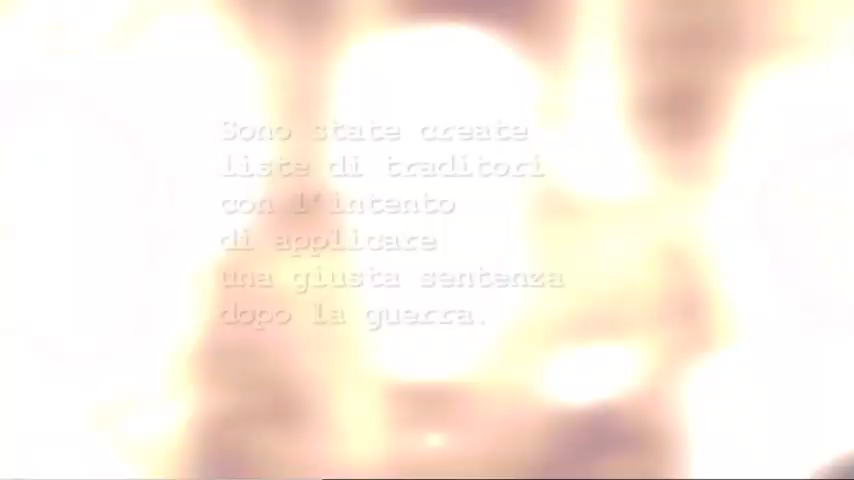 Sono state create
liste di traditori
con l'intento
di applicare
una giusta sentenza
dopo la guerra.